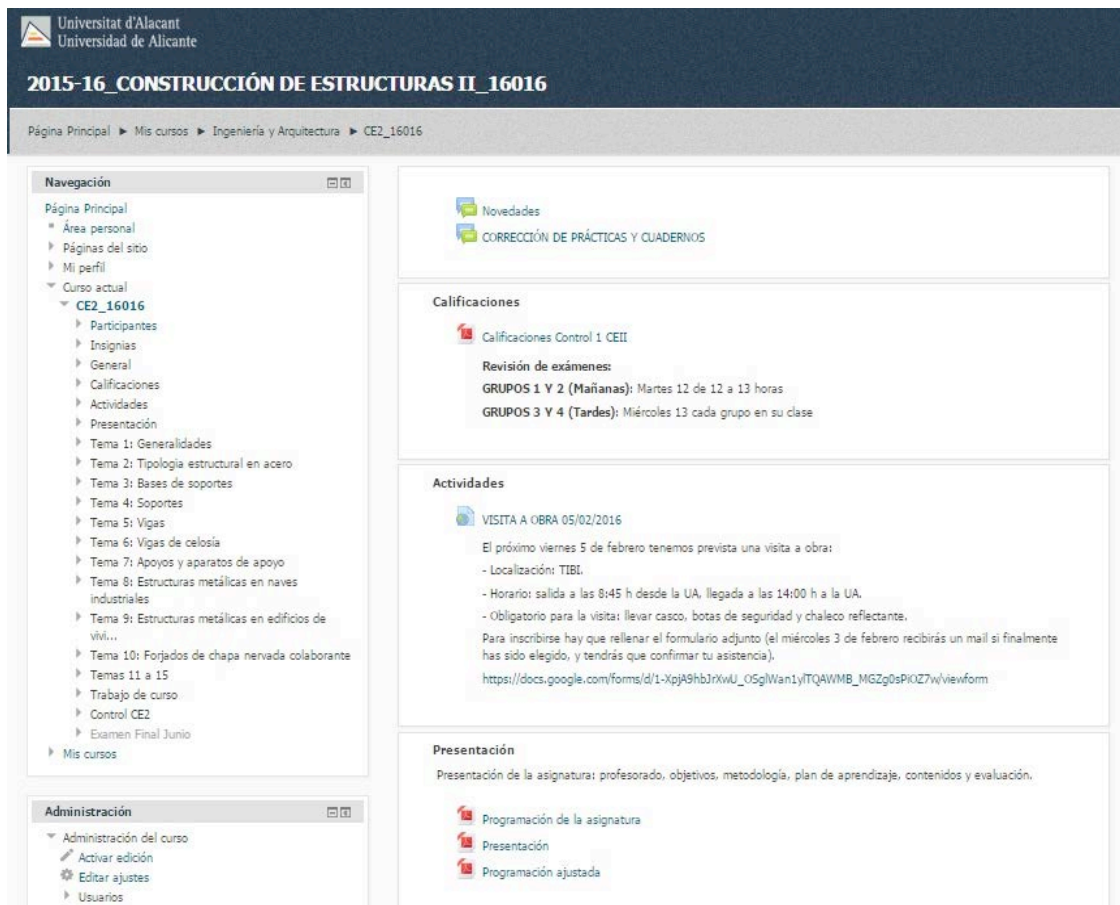 Universitat d'Alacant
Universidad de Alicante
2015-16_CONSTRUCCIÓN DE ESTRUCTURAS II_16016
Página Principal ► Mis cursos ► Ingeniería y Arquitectura ► CE2_16016
Navegación
Página Principal
Área personal
Páginas del sitio
Mi perfil
Curso actual
CE2_16016
Participantes
Insignias
General
Calificaciones
Actividades
Presentación
Tema 1: Generalidades
Tema 2: Tipologia estructural en acero
Tema 3: Bases de soportes
Tema 4: Soportes
Tema 5: Vigas
Tema 6: Vigas de celosía
Tema 7: Apoyos y aparatos de apoyo
Tema 8: Estructuras metálicas en naves
industriales
Tema 9: Estructuras metálicas en edificios de
vivi...
Tema 10: Forjados de chapa nervada colaborante
Temas 11 a 15
Trabajo de curso
Control CE2
Examen Final Junio
Mis cursos
Administración
Administración del curso
Activar edición
Editar ajustes
Usuarios
Novedades
CORRECCIÓN DE PRÁCTICAS Y CUADERNOS
Calificaciones
Calificaciones Control 1 CEII
Revisión de exámenes:
GRUPOS 1 Y 2 (Mañanas): Martes 12 de 12 a 13 horas
GRUPOS 3 Y 4 (Tardes): Miércoles 13 cada grupo en su clase
Actividades
VISITA A OBRA 05/02/2016
El próximo viernes 5 de febrero tenemos prevista una visita a obra:
- Localización: TIBI.
- Horario: salida a las 8:45 h desde la UA, llegada a las 14:00 h a la UA.
- Obligatorio para la visita: llevar casco, botas de seguridad y chaleco reflectante.
Para inscribirse hay que rellenar el formulario adjunto (el miércoles 3 de febrero recibirás un mail si finalmente
has sido elegido, y tendrás que confirmar tu asistencia).
https://docs.google.com/forms/d/1-XpjA9hbJrXwU_OSglWan1ylTQAWMB_MGZg0sPiOZ7w/viewform
Presentación
Presentación de la asignatura: profesorado, objetivos, metodología, plan de aprendizaje, contenidos y evaluación.
Programación de la asignatura
Presentación
Programación ajustada